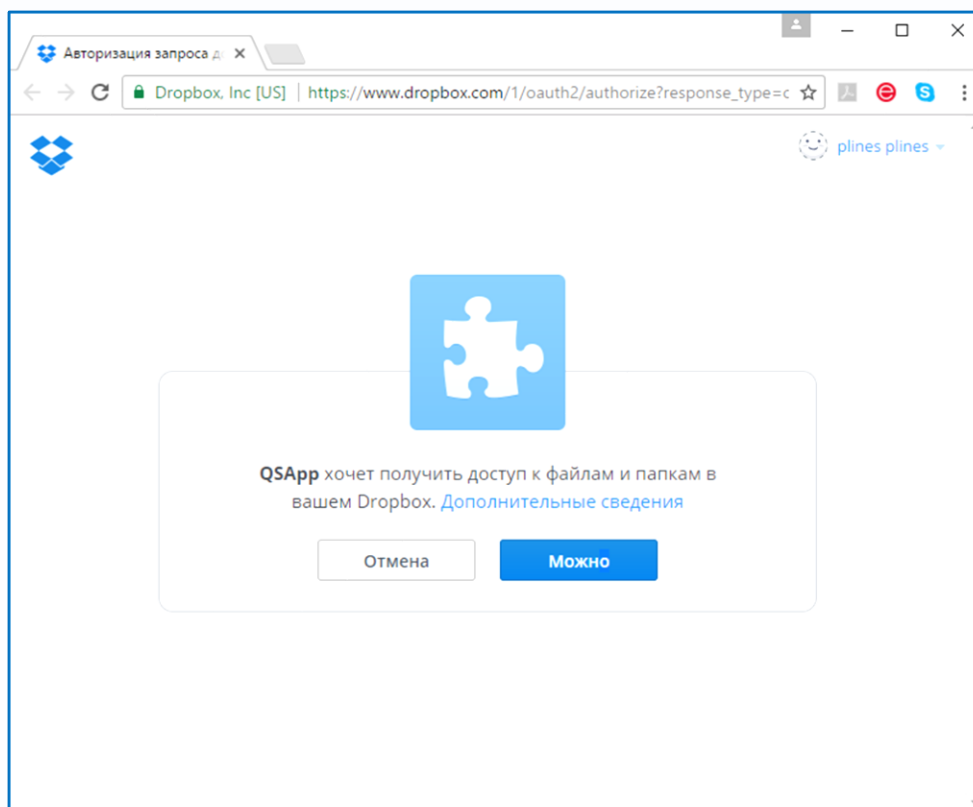 Авторизация запроса д
Dropbox, Inc [US] | https://www.dropbox.com/1/oauth2/authorize?response_type=c
plines plines
QSApp хочет получить доступ к файлам и папкам в
вашем Dropbox. Дополнительные сведения
Отмена Можно